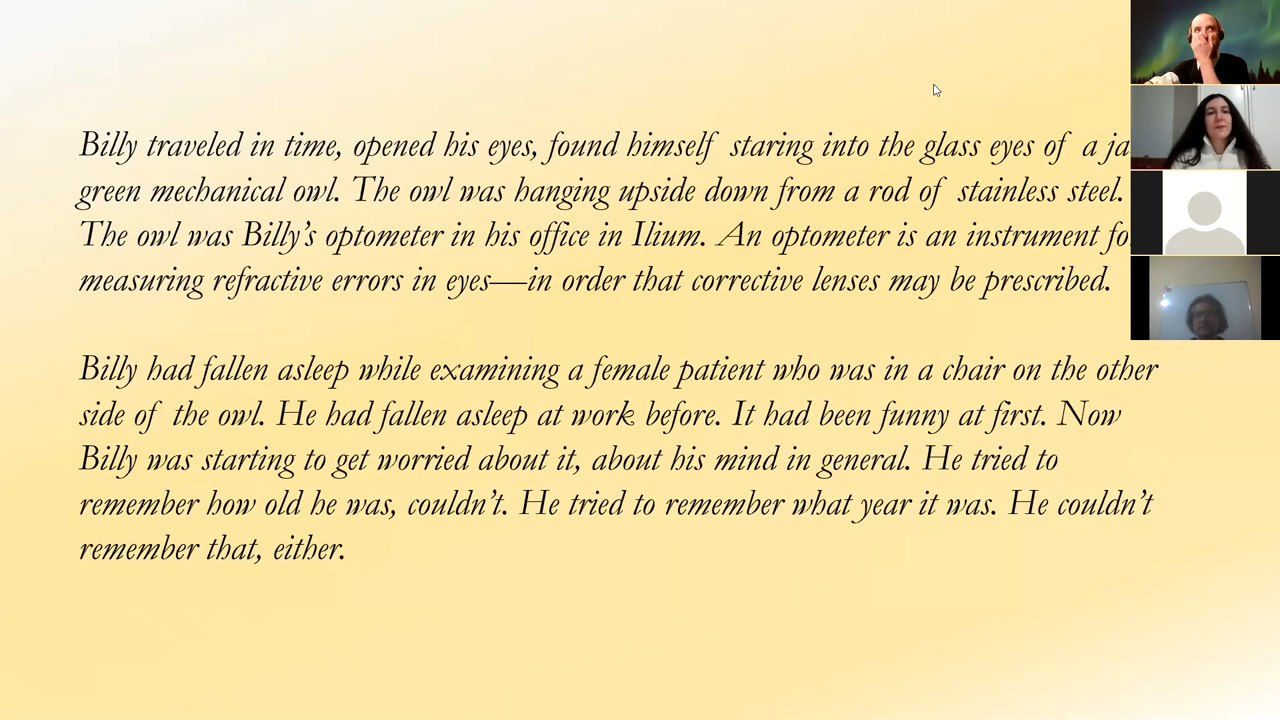 Billy traveled in time, opened his eyes, found himself staring into the glass eyes of a
green mechanical owl. The owl was hanging upside down from a rod of stainless steel.
The owl was Billy’s optometer in his office in Ilium. An optometer is an instrument
measuring refractive errors in eyes—in order that corrective lenses may be prescribed.
Billy had fallen asleep while examining a female patient who was in a chair on the other
side of the owl. He had fallen asleep at work before. It had been funny at first. Now
Billy was starting to get worried about it, about his mind in general. He tried to
remember how old he was, couldn’t. He tried to remember what year it was. He couldn’t
remember that, either.